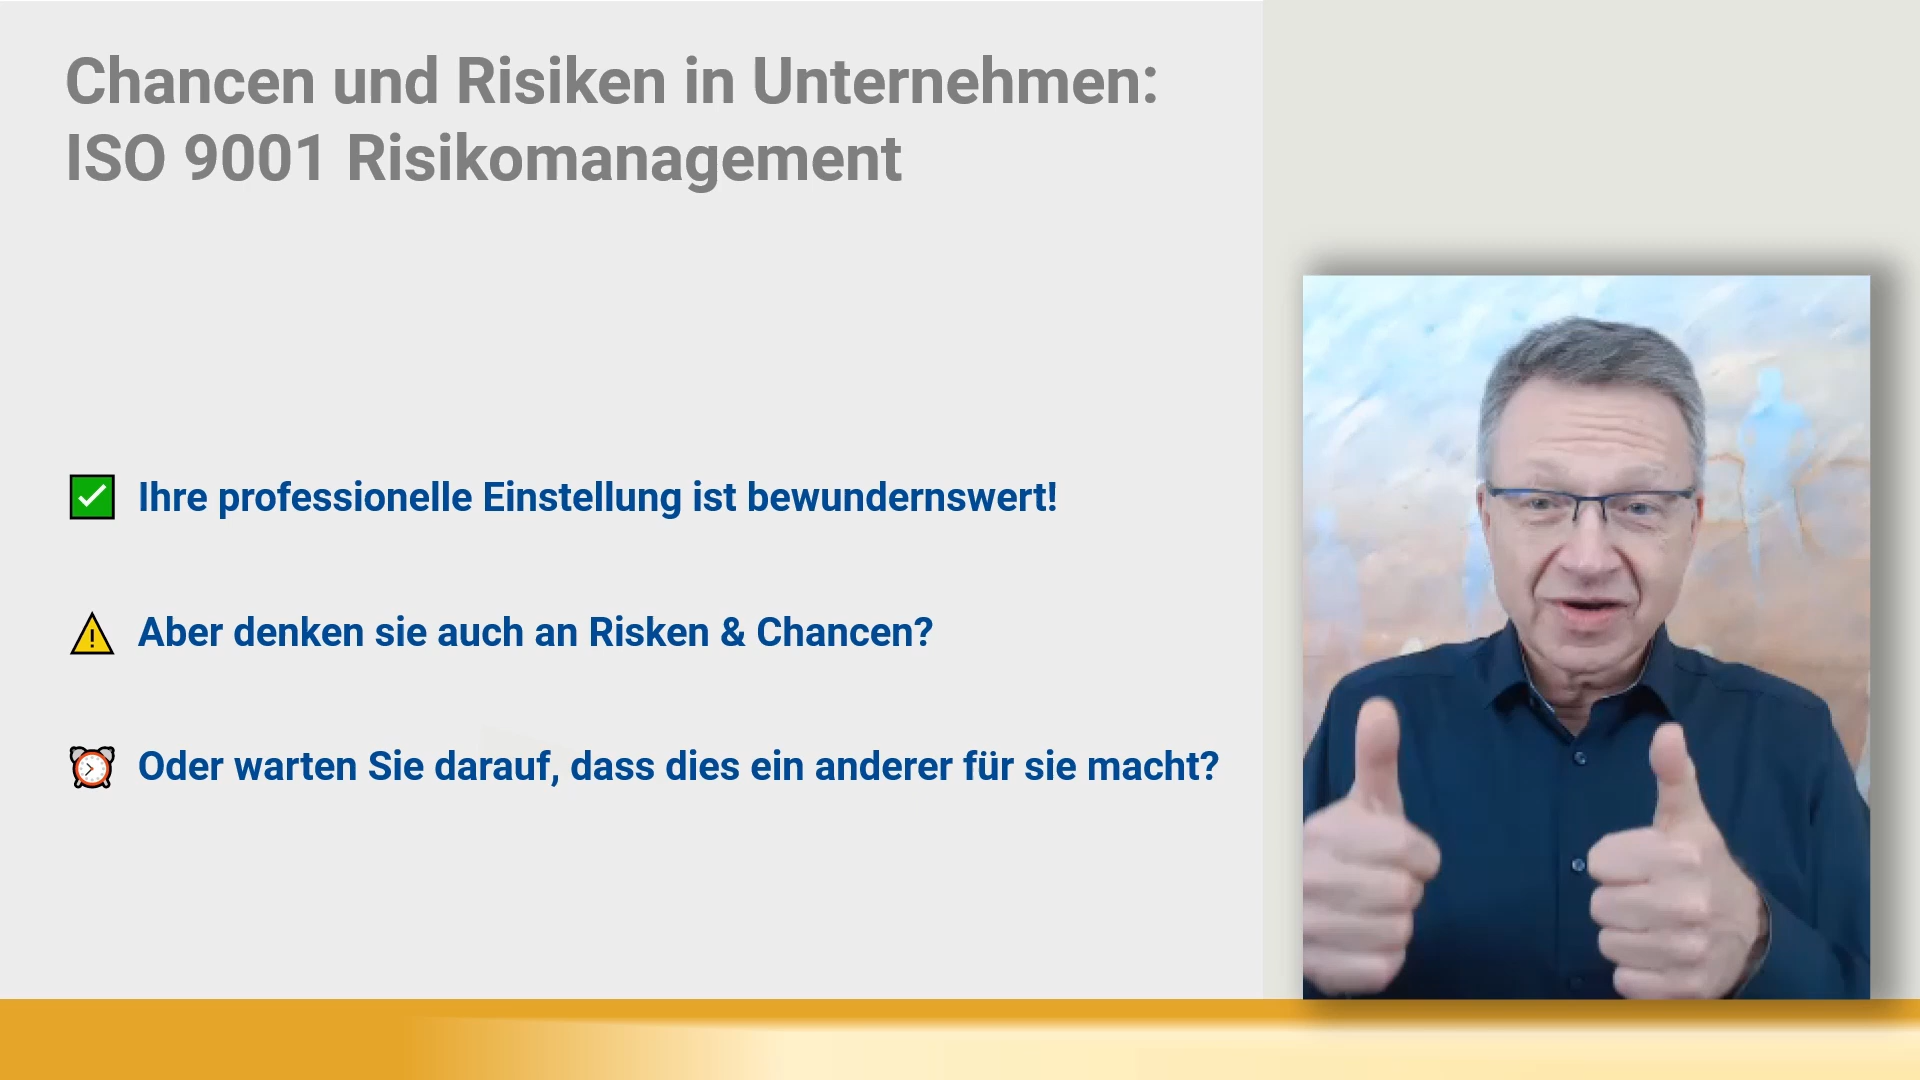 Chancen und Risiken in Unternehmen:
ISO 9001 Risikomanagement
Ihre professionelle Einstellung ist bewundernswert!
Aber denken sie auch an Risken & Chancen?
Oder warten Sie darauf, dass dies ein anderer für sie macht?